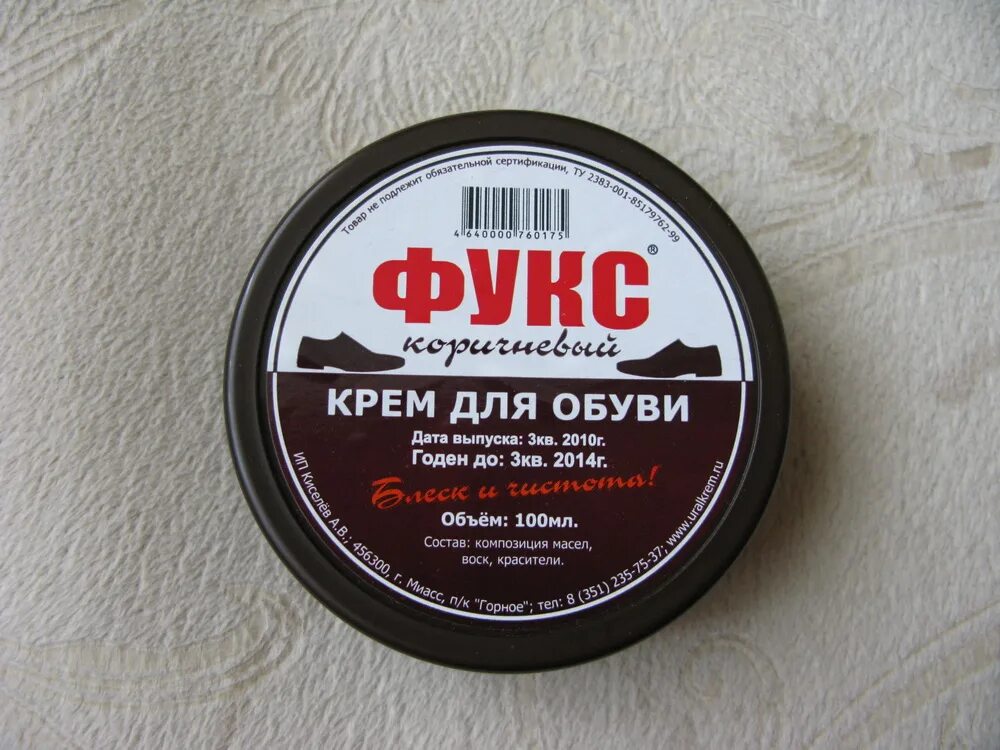 Товар не подлежит обязательной сертификации, ТУ 2383-001-85179762-99
4 640000 760175
ФУКС®
коричневый
КРЕМ ДЛЯ ОБУВИ
Дата выпуска: 3кв. 2010г.
Годен до: 3кв. 2014г.
Блеск и чистота!
Объём: 100мл.
Состав: композиция масел,
воск, красители.
ИП Киселёв А.В.; 456300, г. Миасс, п/к "Горное"; тел: 8 (351) 235-75-37; www.uralkrem.ru